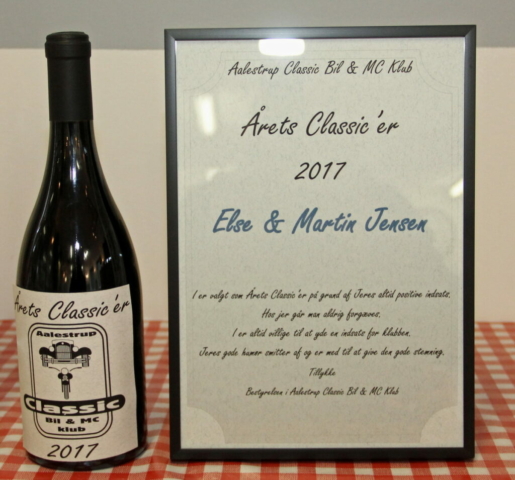 Årets Classic'er
Aalestrup
Classic
Bil & MC
klub
2017
Aalestrup Classic Bil & MC Klub
Årets Classic'er
2017
Else & Martin Jensen
I er valgt som Årets Classic'er på grund af Jeres altid positive indsats.
Hos jer går man aldrig forgæves.
I er altid villige til at yde en indsats for klubben.
Jeres gode humør smitter af og er med til at give den gode stemning.
Tillykke
Bestyrelsen i Aalestrup Classic Bil & MC Klub